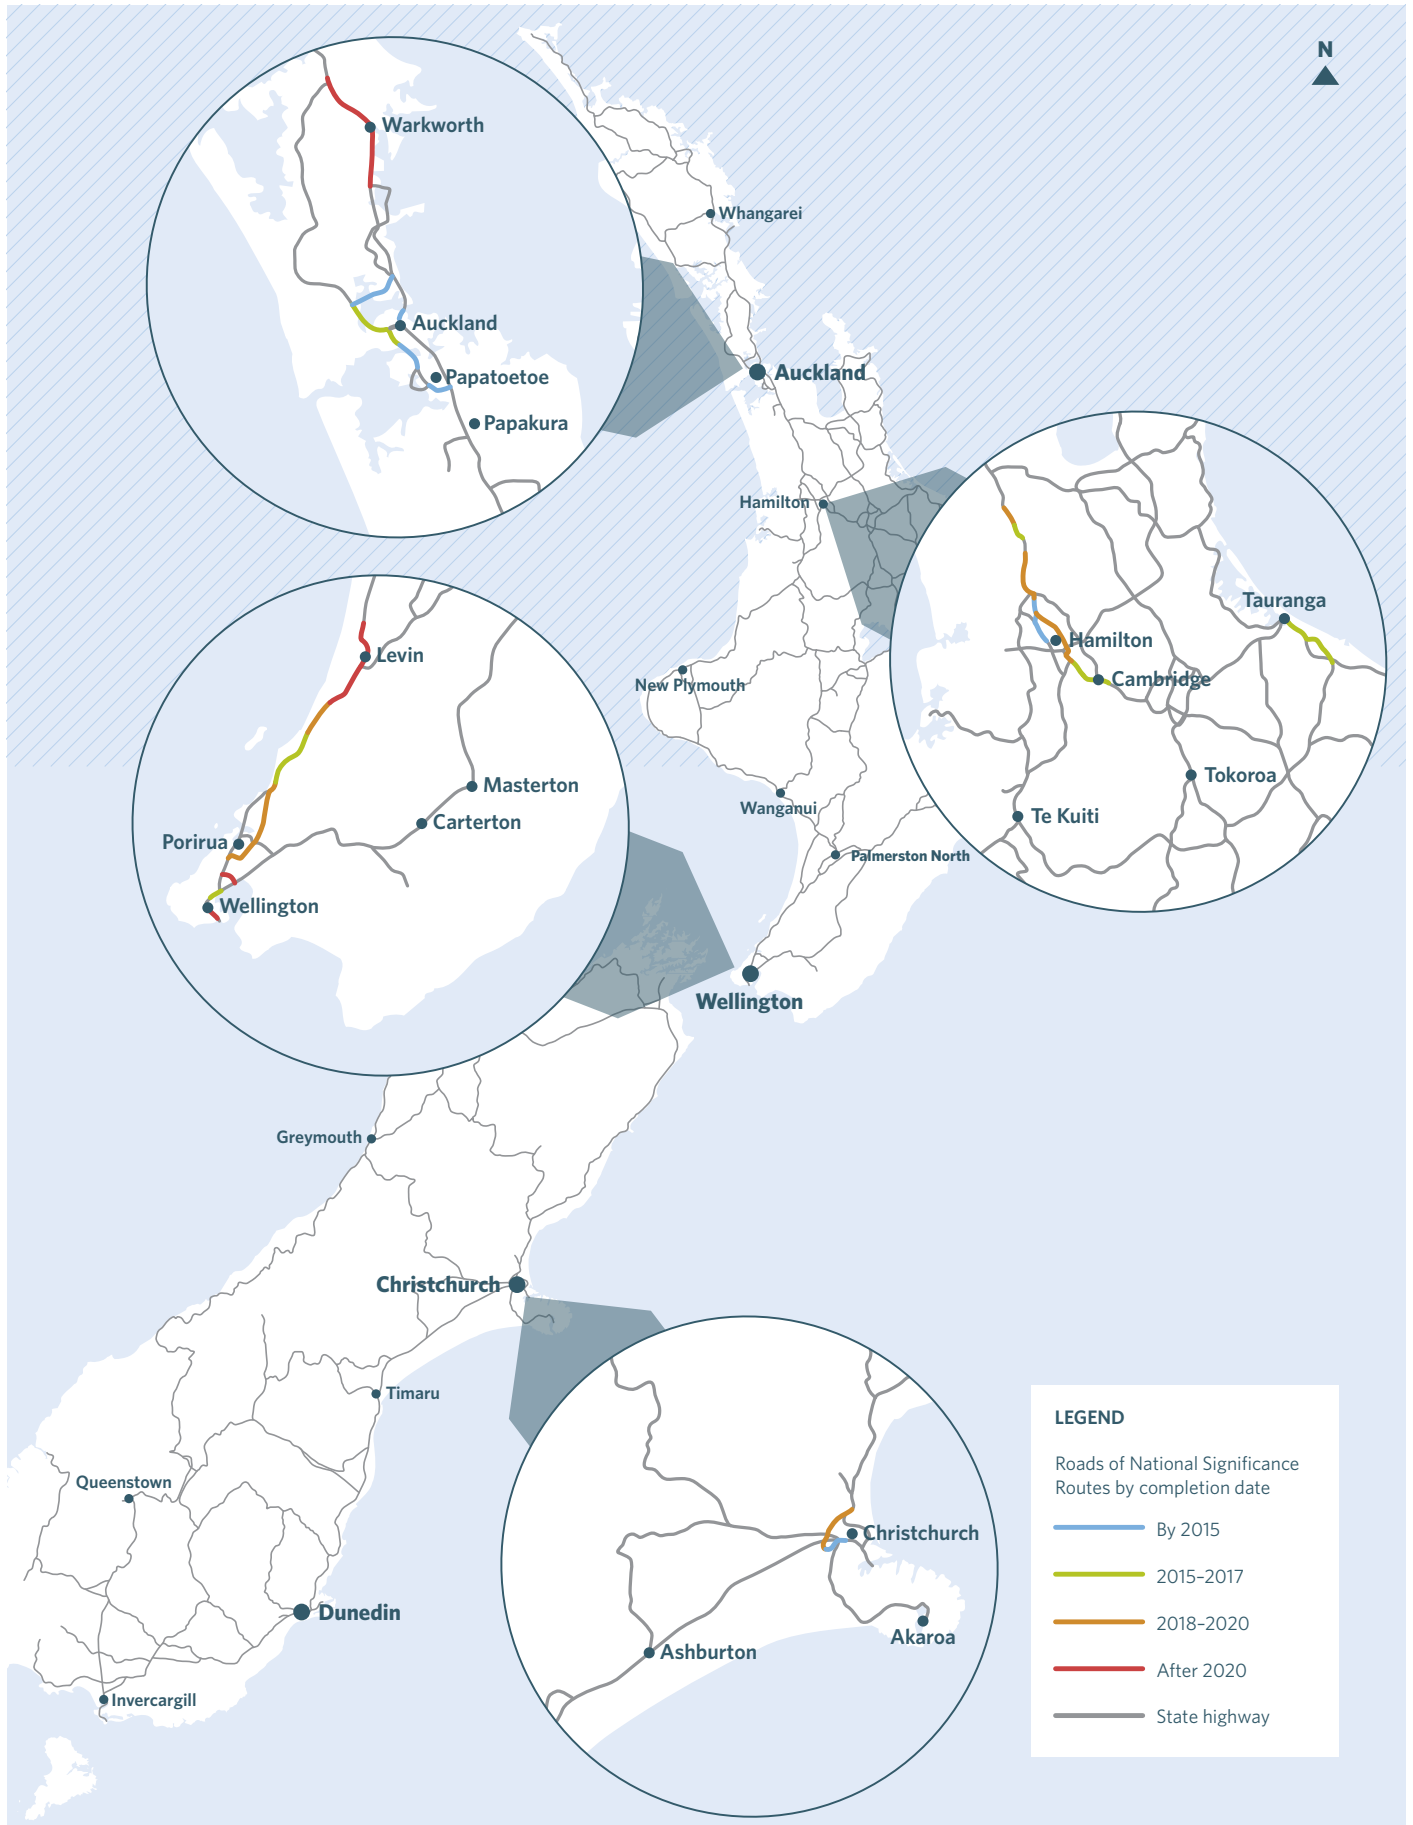 N
Warkworth
Auckland
Papatoetoe
Papakura
Whangarei
Auckland
Hamilton
Tauranga
Hamilton
Cambridge
Tokoroa
Te Kuiti
New Plymouth
Wanganui
Palmerston North
Levin
Masterton
Carterton
Porirua
Wellington
Wellington
Greymouth
Christchurch
Timaru
Queenstown
Dunedin
Invercargill
Christchurch
Akaroa
Ashburton
LEGEND
Roads of National Significance
Routes by completion date
By 2015
2015–2017
2018–2020
After 2020
State highway